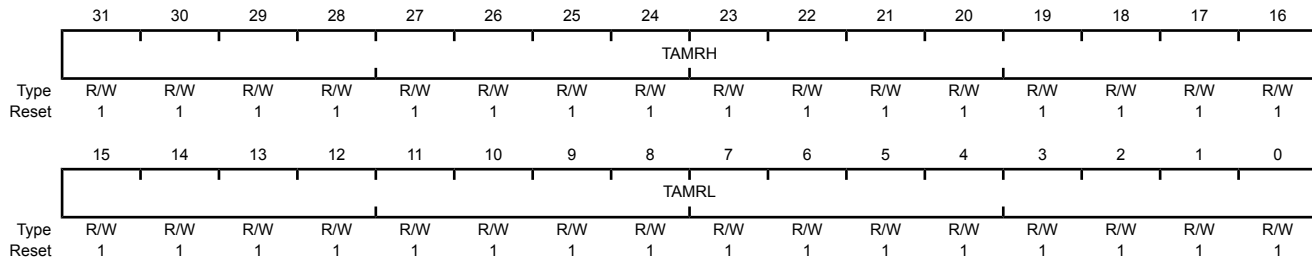 31 30 29 28 27 26 25 24 23 22 21 20 19 18 17 16
TAMRH
Type R/W R/W R/W R/W R/W R/W R/W R/W R/W R/W R/W R/W R/W R/W R/W R/W
Reset 1 1 1 1 1 1 1 1 1 1 1 1 1 1 1 1
15 14 13 12 11 10 9 8 7 6 5 4 3 2 1 0
TAMRL
Type R/W R/W R/W R/W R/W R/W R/W R/W R/W R/W R/W R/W R/W R/W R/W R/W
Reset 1 1 1 1 1 1 1 1 1 1 1 1 1 1 1 1